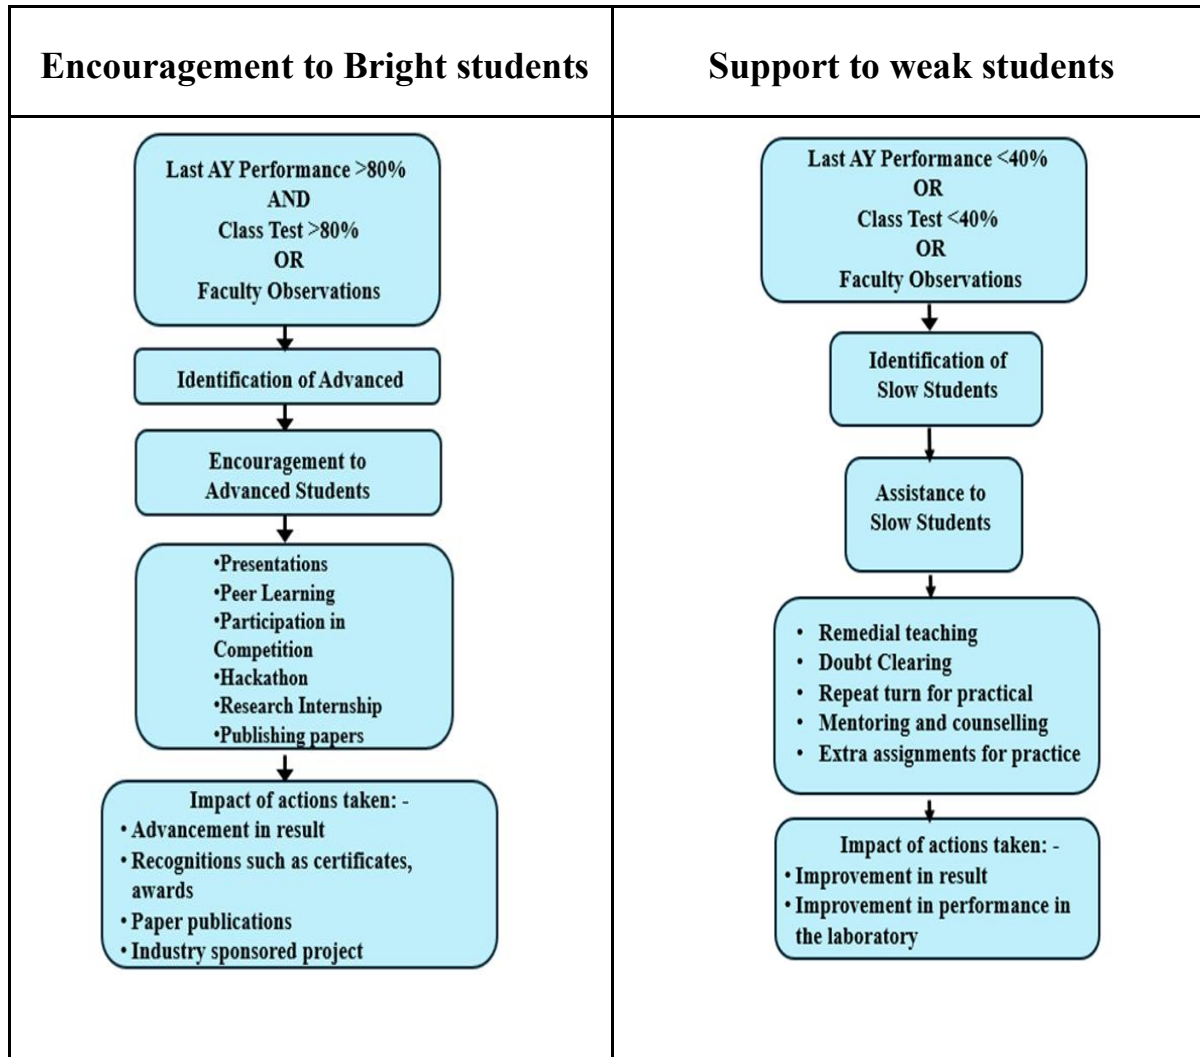 Encouragement to Bright students
Support to weak students
Last AY Performance >80%
AND
Class Test >80%
OR
Faculty Observations
Identification of Advanced
Encouragement to
Advanced Students
•Presentations
•Peer Learning
•Participation in
Competition
•Hackathon
•Research Internship
•Publishing papers
Impact of actions taken: -
• Advancement in result
• Recognitions such as certificates,
awards
• Paper publications
• Industry sponsored project
Last AY Performance <40%
OR
Class Test <40%
OR
Faculty Observations
Identification of
Slow Students
Assistance to
Slow Students
• Remedial teaching
• Doubt Clearing
• Repeat turn for practical
• Mentoring and counselling
• Extra assignments for practice
Impact of actions taken: -
• Improvement in result
• Improvement in performance in
the laboratory